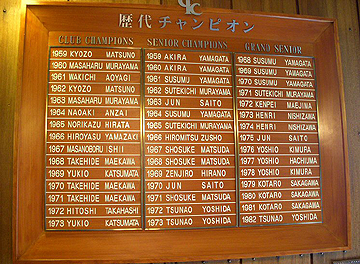 歴代チャンピオン
CLUB CHAMPIONS
1959 KYOZO MATSUNO
1960 MASAHARU MURAYAMA
1961 WAKICHI AOYAGI
1962 KYOZO MATSUNO
1963 MASAHARU MURAYAMA
1964 NAOAKI ANZAI
1965 NORIKAZU HIRATA
1966 HIROYASU YAMAZAKI
1967 MASANOBURU ISHII
1968 TAKEHIDE MAEKAWA
1969 YUKIO KATSUMATA
1970 TAKEHIDE MAEKAWA
1971 TAKEHIDE MAEKAWA
1972 HITOSHI TAKAHASHI
1973 YUKIO KATSUMATA
SENIOR CHAMPIONS
1959 AKIRA YAMAGATA
1960 AKIRA YAMAGATA
1961 SUSUMU YAMAGATA
1962 SUTEKICHI MURAYAMA
1963 JUN SAITO
1964 SUSUMU YAMAGATA
1965 SUTEKICHI MURAYAMA
1966 HIROMITSU ZUSHO
1967 SHOSUKE MATSUDA
1968 SHOSUKE MATSUDA
1969 ZENJIRO HIRANO
1970 JUN SAITO
1971 SHOSUKE MATSUDA
1972 TSUNAO YOSHIDA
1973 TSUNAO YOSHIDA
GRAND SENIOR
1968 SUSUMU YAMAGATA
1969 SUSUMU YAMAGATA
1970 SUSUMU YAMAGATA
1971 SUTEKICHI MURAYAMA
1972 KENPEI MAEJIMA
1973 HENRI NISHIZAWA
1974 HENRI NISHIZAWA
1975 JUN SAITO
1976 YOSHIO KIMURA
1977 YOSHIO HACHUMA
1978 YOSHIO KIMURA
1979 KOTARO SAKAGAWA
1980 KOTARO SAKAGAWA
1981 KOTARO SAKAGAWA
1982 TSUNAO YOSHIDA